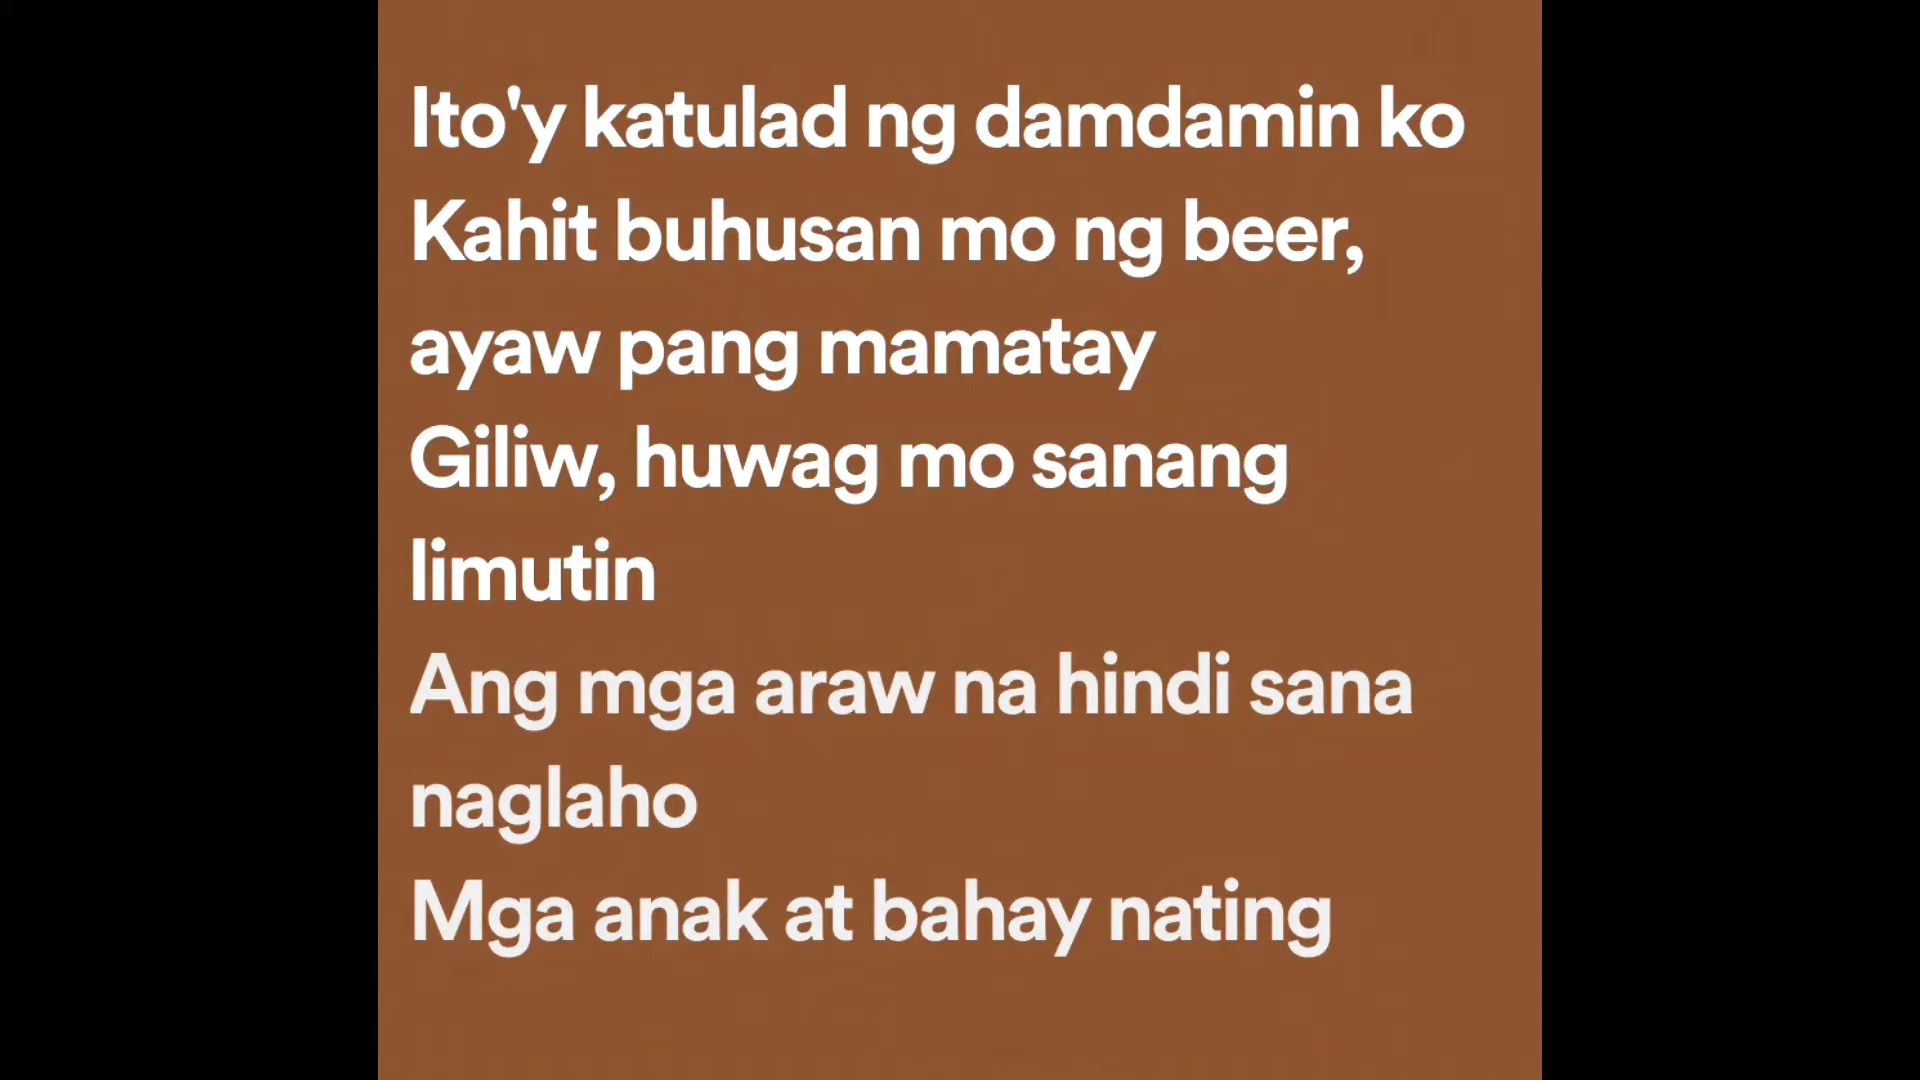 Ito'y katulad ng damdamin ko
Kahit buhusan mo ng beer,
ayaw pang mamatay
Giliw, huwag mo sanang
limutin
Ang mga araw na hindi sana
naglaho
Mga anak at bahay nating